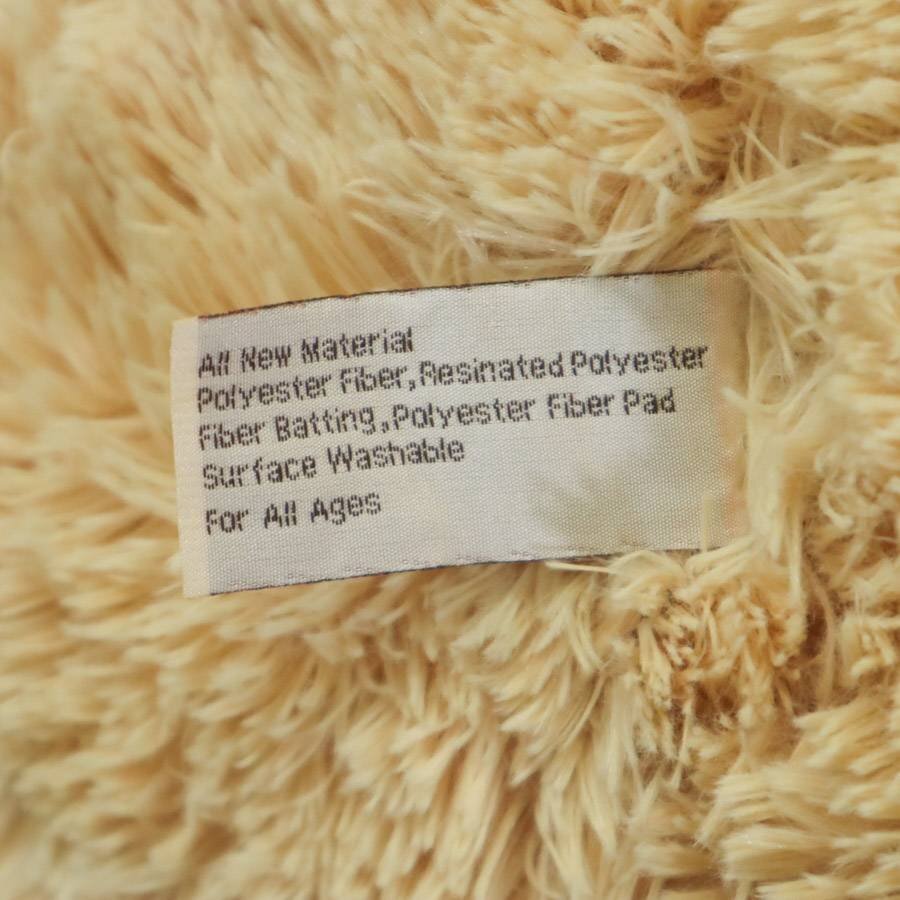 All New Material
Polyester Fiber,Resinated Polyester
Fiber Batting,Polyester Fiber Pad
Surface Washable
For All Ages